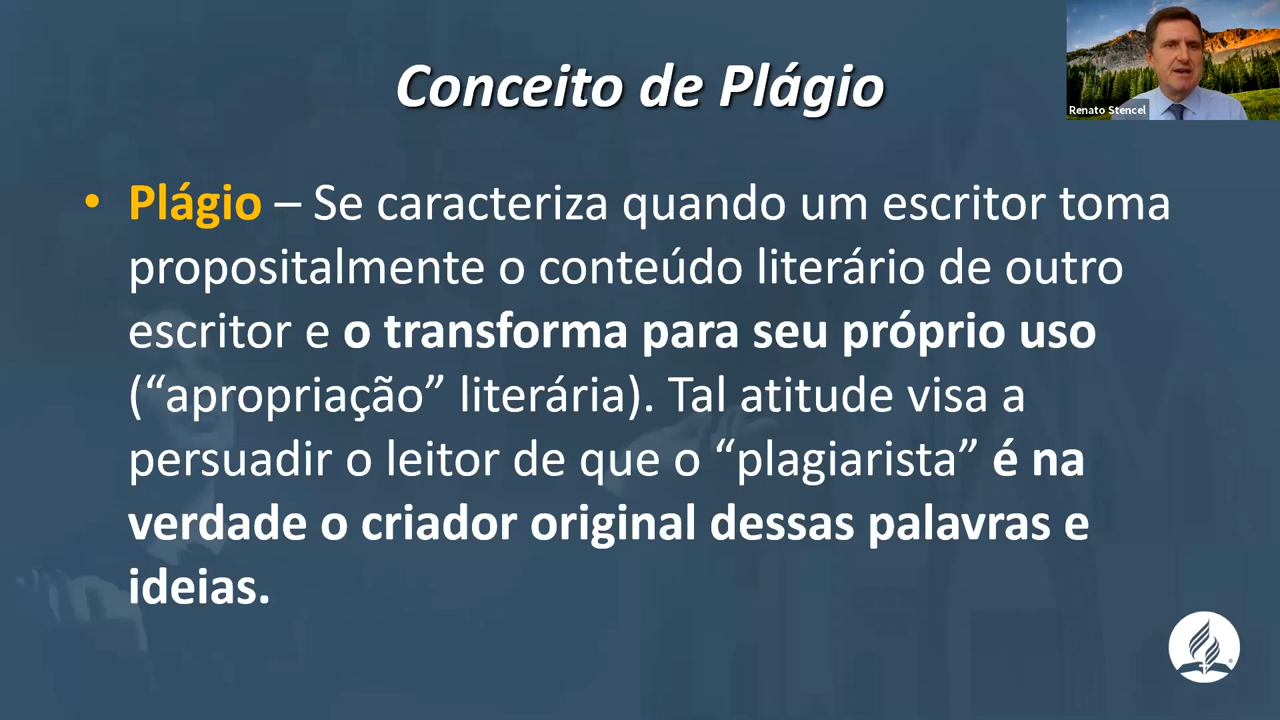 Conceito de Plágio
Renato Stencel
• Plágio – Se caracteriza quando um escritor toma
propositalmente o conteúdo literário de outro
escritor e o transforma para seu próprio uso
(“apropriação” literária). Tal atitude visa a
persuadir o leitor de que o “plagiarista” é na
verdade o criador original dessas palavras e
ideias.